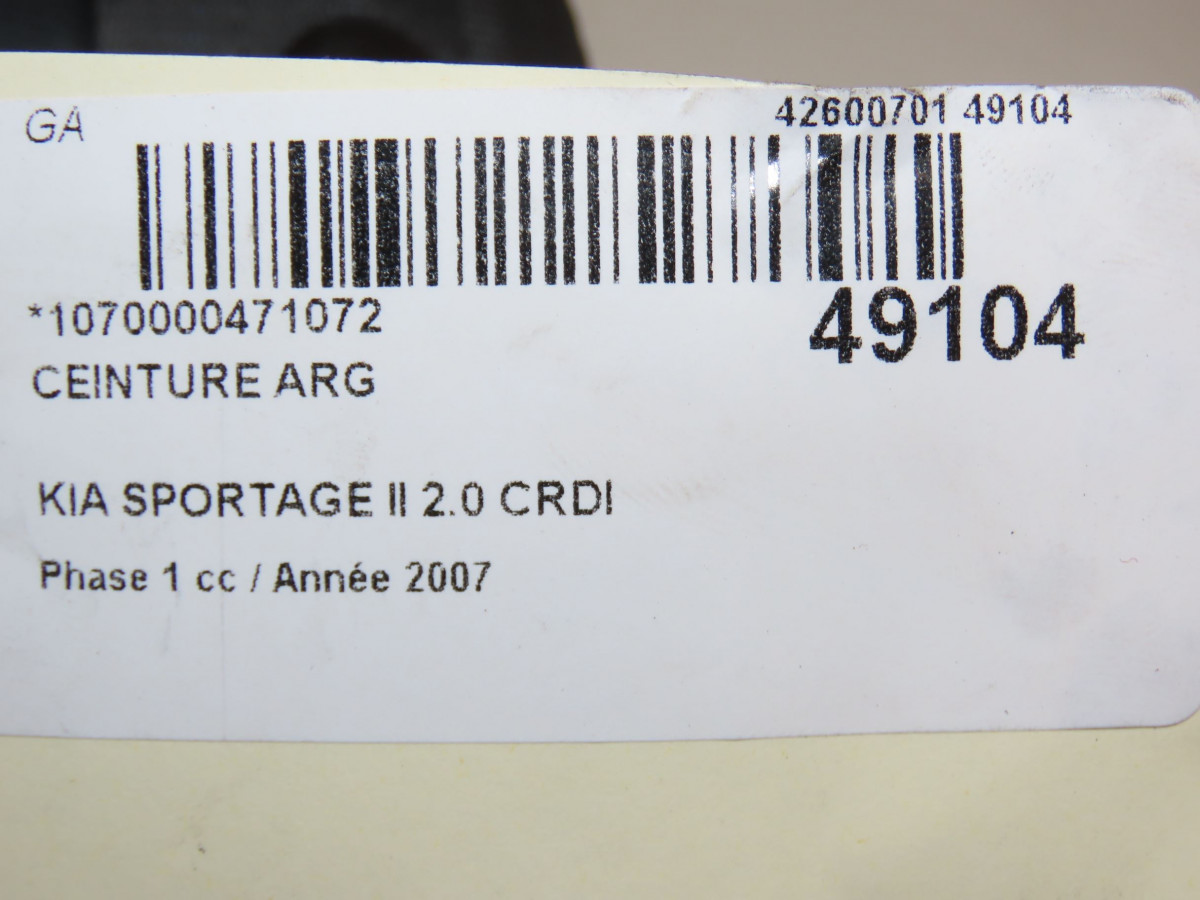 GA
42600701 49104
*1070000471072
49104
CEINTURE ARG
KIA SPORTAGE II 2.0 CRDI
Phase 1 cc / Année 2007